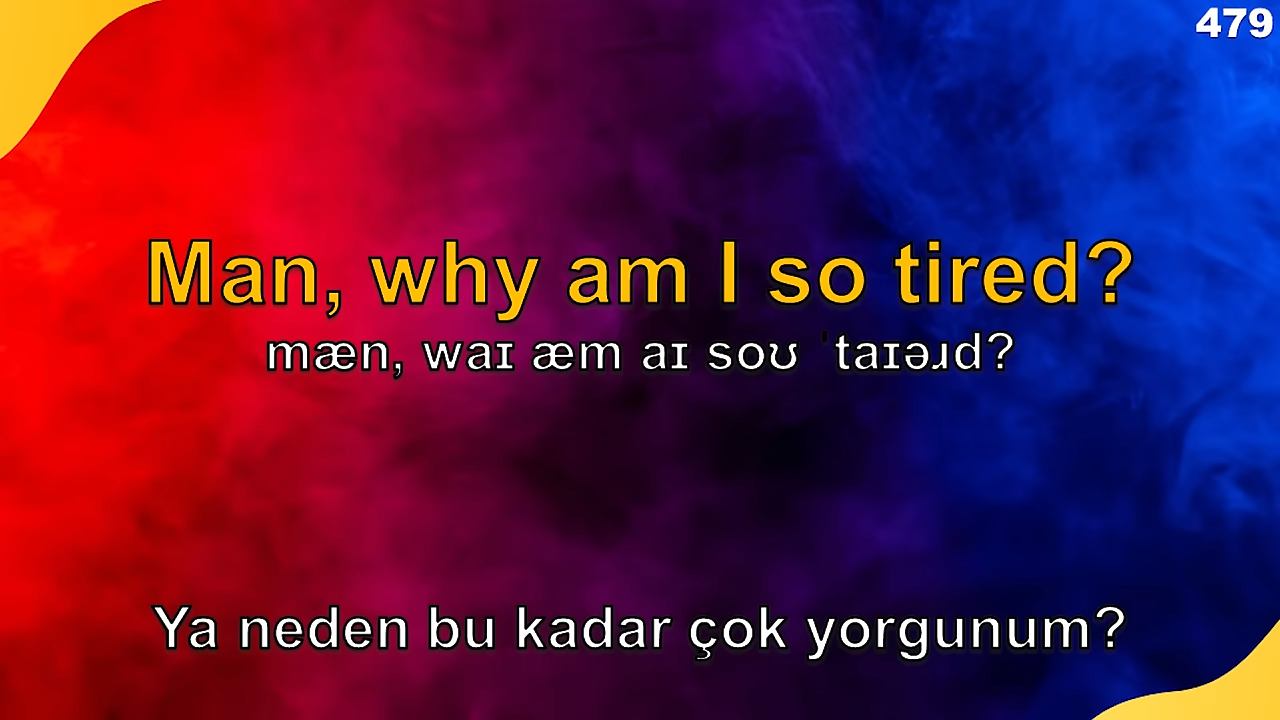 479
Man, why am I so tired?
mæn, waɪ æm aɪ soʊ ˈtaɪəɹd?
Ya neden bu kadar çok yorgunum?